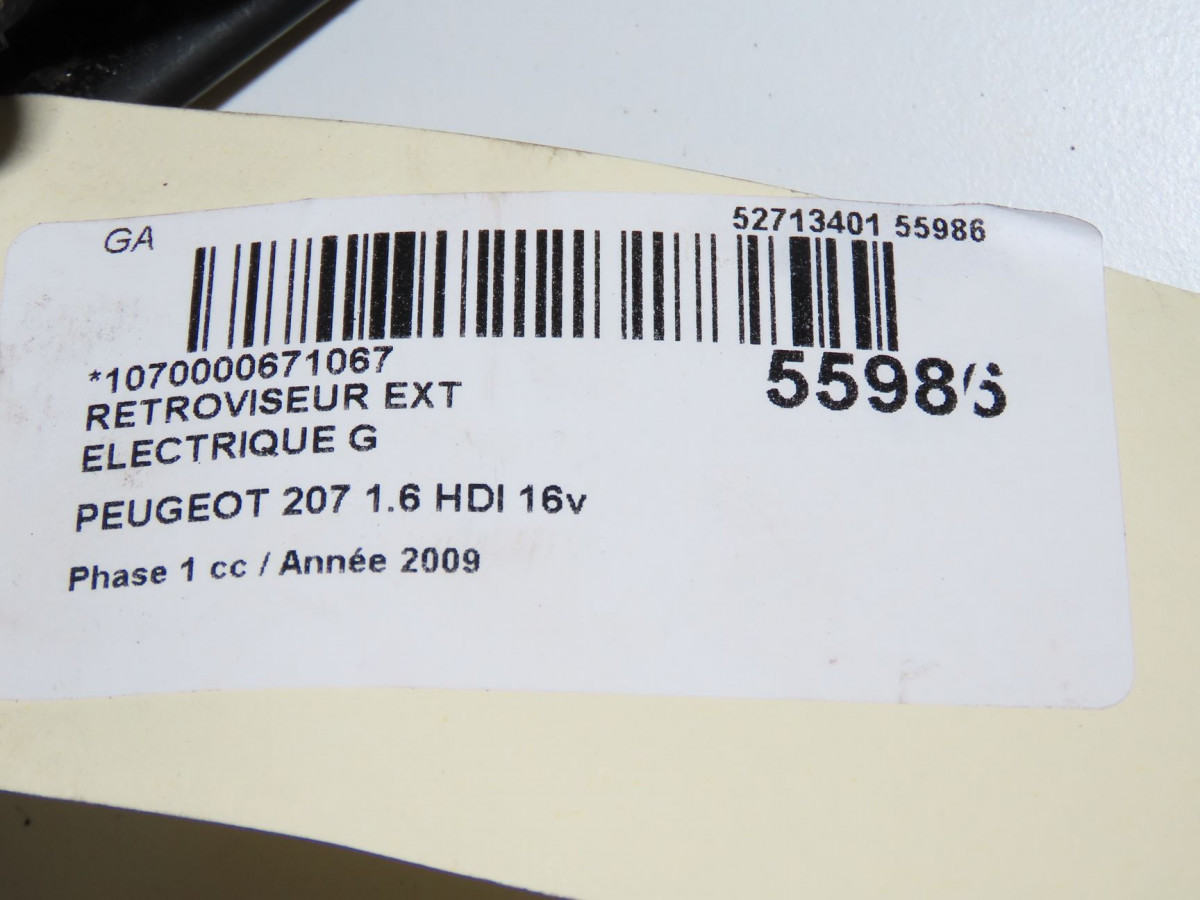 GA
52713401 55986
*1070000671067
55986
RETROVISEUR EXT
ELECTRIQUE G
PEUGEOT 207 1.6 HDI 16v
Phase 1 cc / Année 2009